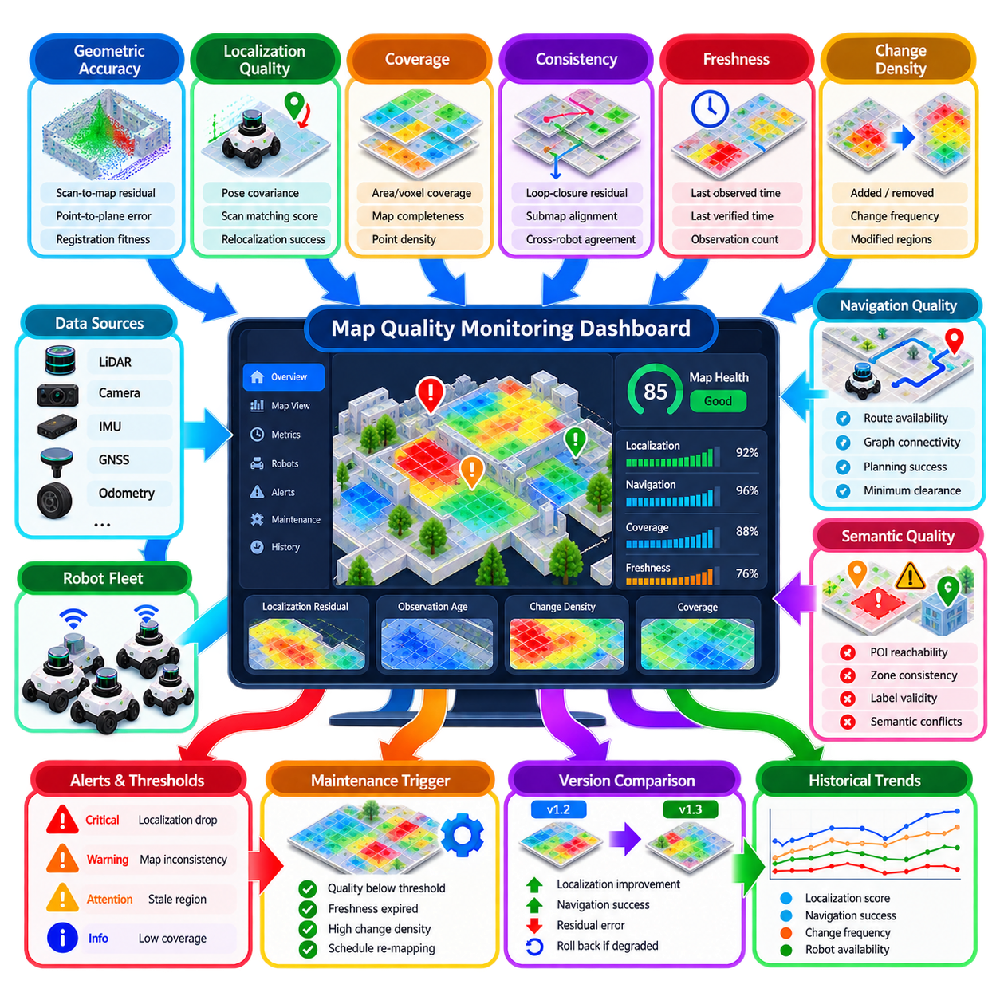 Geometric
Accuracy
Scan-to-map residual
Point-to-plane error
Registration fitness
Localization
Quality
Pose covariance
Scan matching score
Relocalization success
Coverage
Area/voxel coverage
Map completeness
Point density
Consistency
Loop-closure residual
Submap alignment
Cross-robot agreement
Freshness
Last observed time
Last verified time
Observation count
Change
Density
Added / removed
Change frequency
Modified regions
Data Sources
LiDAR
Camera
IMU
GNSS
Odometry
...
Robot Fleet
Map Quality Monitoring Dashboard
Overview
Map View
Metrics
Robots
Alerts
Maintenance
History
85
Map Health
Good
Localization
92%
Navigation
96%
Coverage
88%
Freshness
76%
Localization Residual
Observation Age
Change Density
Coverage
Navigation Quality
Route availability
Graph connectivity
Planning success
Minimum clearance
Semantic Quality
POI reachability
Zone consistency
Label validity
Semantic conflicts
Alerts & Thresholds
Critical Localization drop
Warning Map inconsistency
Attention Stale region
Info Low coverage
Maintenance Trigger
Quality below threshold
Freshness expired
High change density
Schedule re-mapping
Version Comparison
v1.2
v1.3
Localization improvement
Navigation success
Residual error
Roll back if degraded
Historical Trends
Localization score
Navigation success
Change frequency
Robot availability